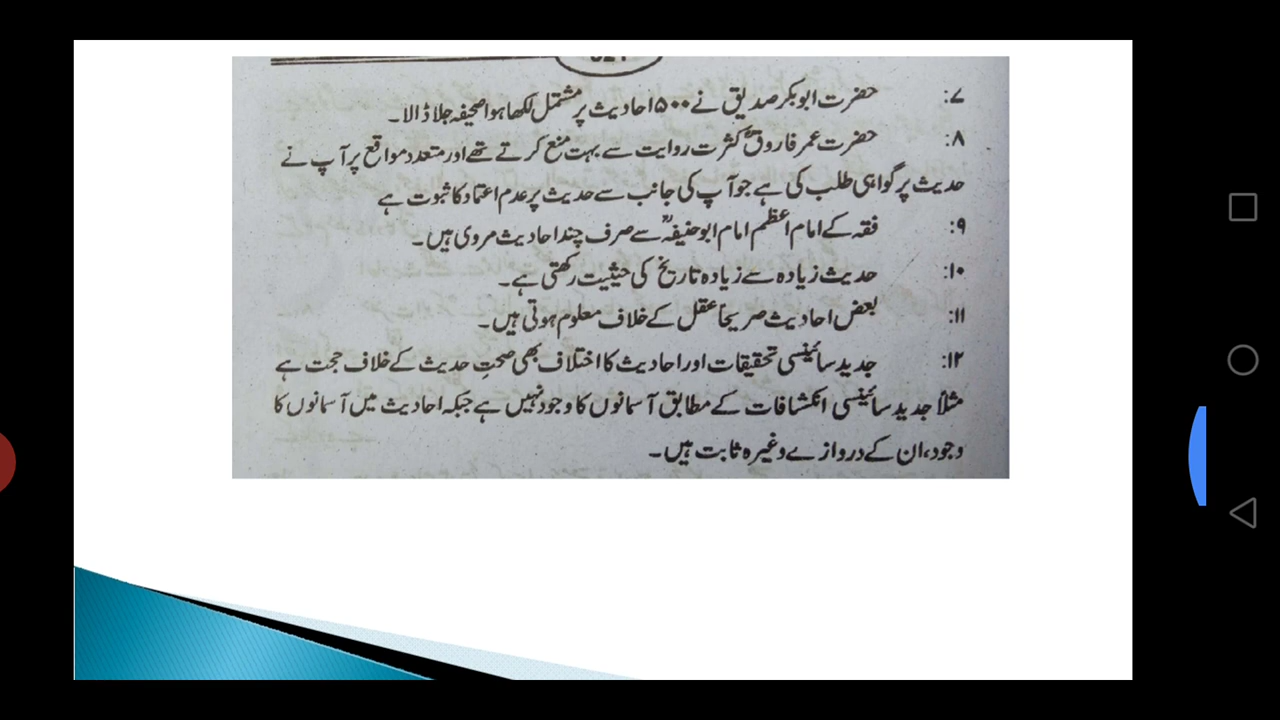 ۷: حضرت ابوبکر صدیق نے ۵۰۰ احادیث پر مشتمل لکھا ہوا صحیفہ جلا ڈالا۔
۸: حضرت عمر فاروقؓ کثرت روایت سے بہت منع کرتے تھے اور متعدد مواقع پر آپ نے
حدیث پر گواہی طلب کی ہے جو آپ کی جانب سے حدیث پر عدم اعتماد کا ثبوت ہے
۹: فقہ کے امام اعظم امام ابو حنیفہؒ سے صرف چند احادیث مروی ہیں۔
۱۰: حدیث زیادہ سے زیادہ تاریخ کی حیثیت رکھتی ہے۔
۱۱: بعض احادیث صریحاً عقل کے خلاف معلوم ہوتی ہیں۔
۱۲: جدید سائینسی تحقیقات اور احادیث کا اختلاف بھی صحتِ حدیث کے خلاف حجت ہے
مثلاً جدید سائینسی انکشافات کے مطابق آسمانوں کا وجود نہیں ہے جبکہ احادیث میں آسمانوں کا
وجود، ان کے دروازے وغیرہ ثابت ہیں۔